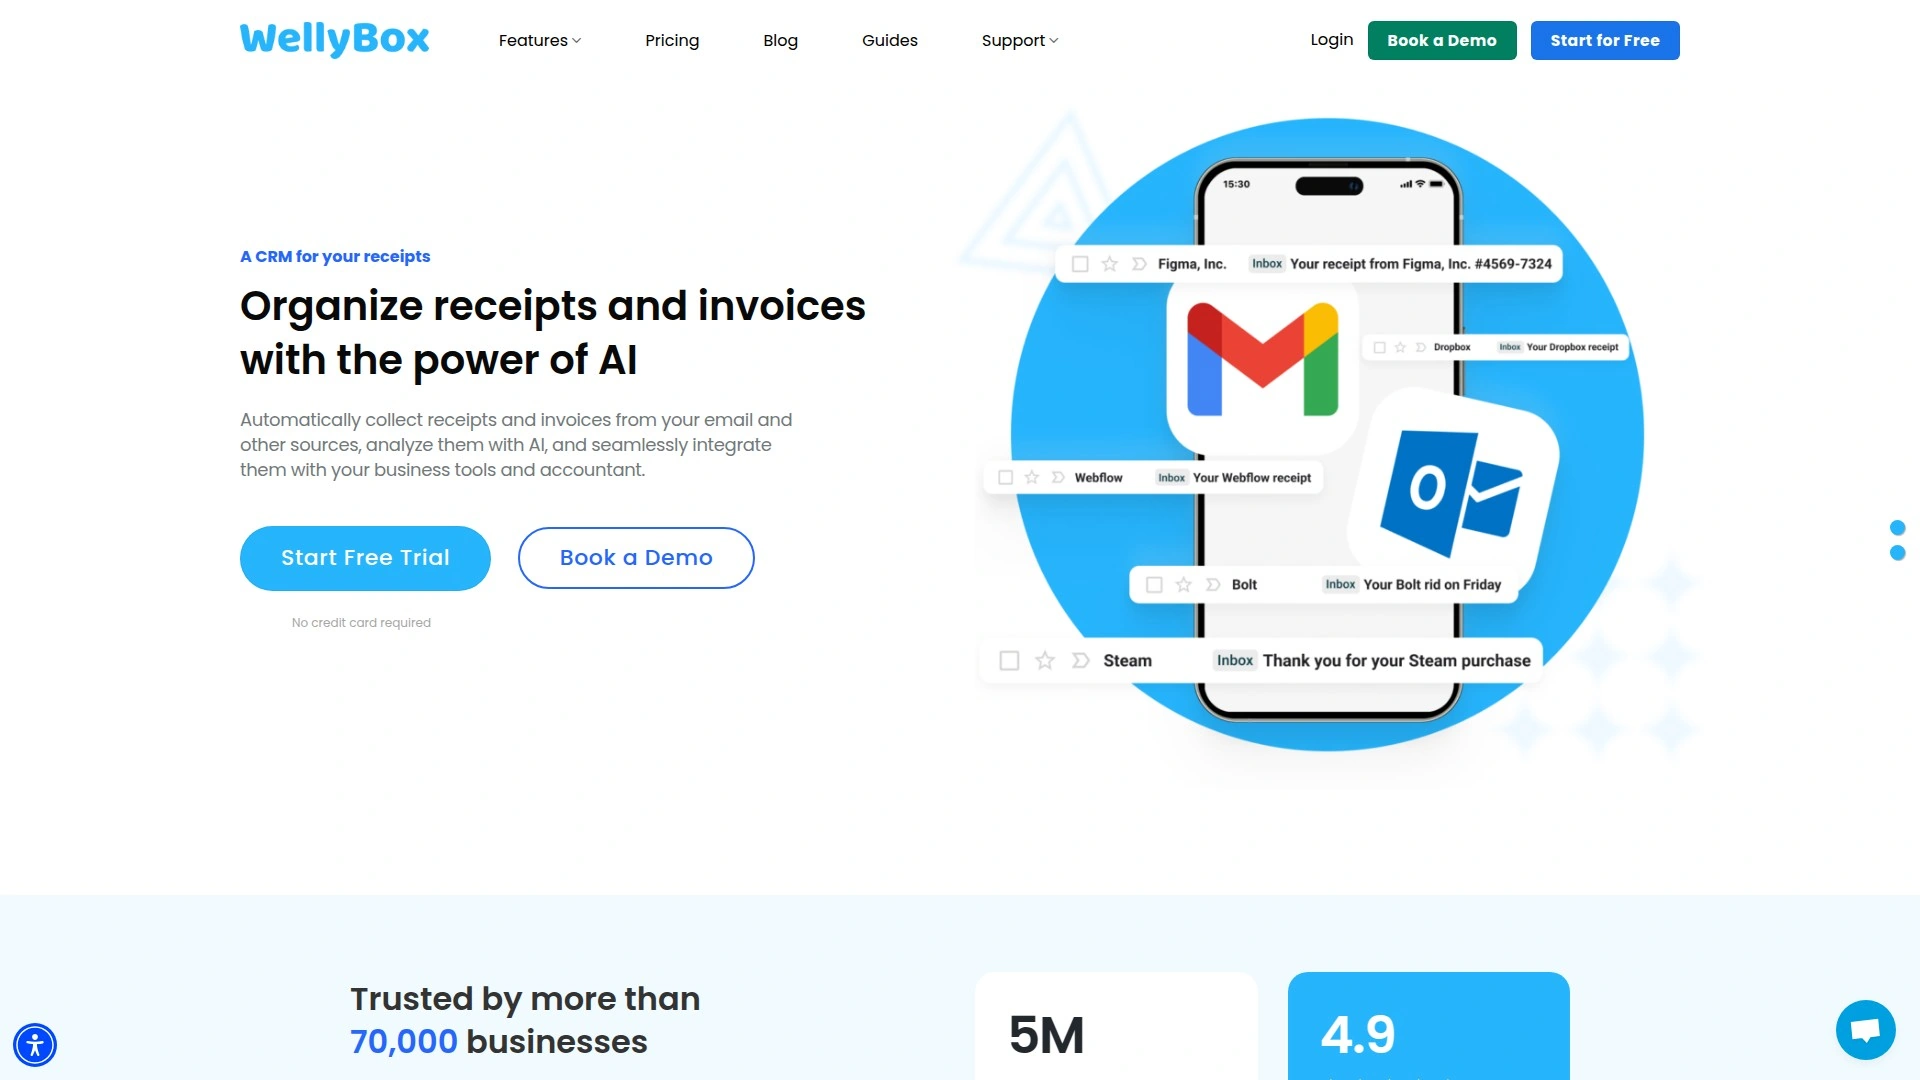 WellyBox
Features
Pricing
Blog
Guides
Support
Login
Book a Demo
Start for Free
A CRM for your receipts
Organize receipts and invoices
with the power of AI
Automatically collect receipts and invoices from your email and
other sources, analyze them with AI, and seamlessly integrate
them with your business tools and accountant.
Start Free Trial
Book a Demo
No credit card required
15:30
Figma, Inc. Inbox Your receipt from Figma, Inc. #4569-7324
Dropbox Inbox Your Dropbox receipt
O
Webflow Inbox Your Webflow receipt
Bolt Inbox Your Bolt rid on Friday
Steam Inbox Thank you for your Steam purchase
Trusted by more than
70,000 businesses
5M
4.9